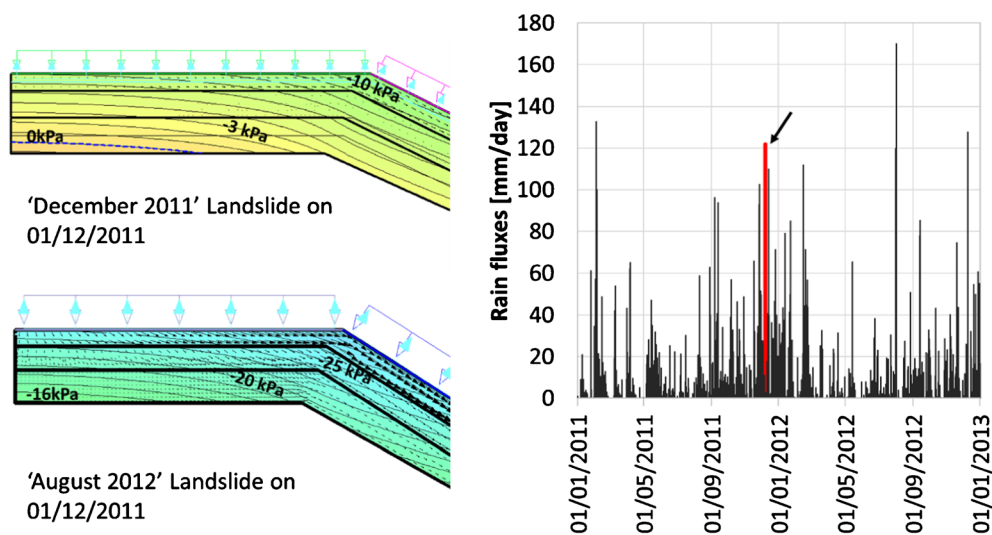 -10 kPa
-3 kPa
0kPa
‘December 2011’ Landslide on
01/12/2011
-25 kPa
-20 kPa
-16kPa
‘August 2012’ Landslide on
01/12/2011
Rain fluxes [mm/day]
180
160
140
120
100
80
60
40
20
0
01/01/2011
01/05/2011
01/09/2011
01/01/2012
01/05/2012
01/09/2012
01/01/2013